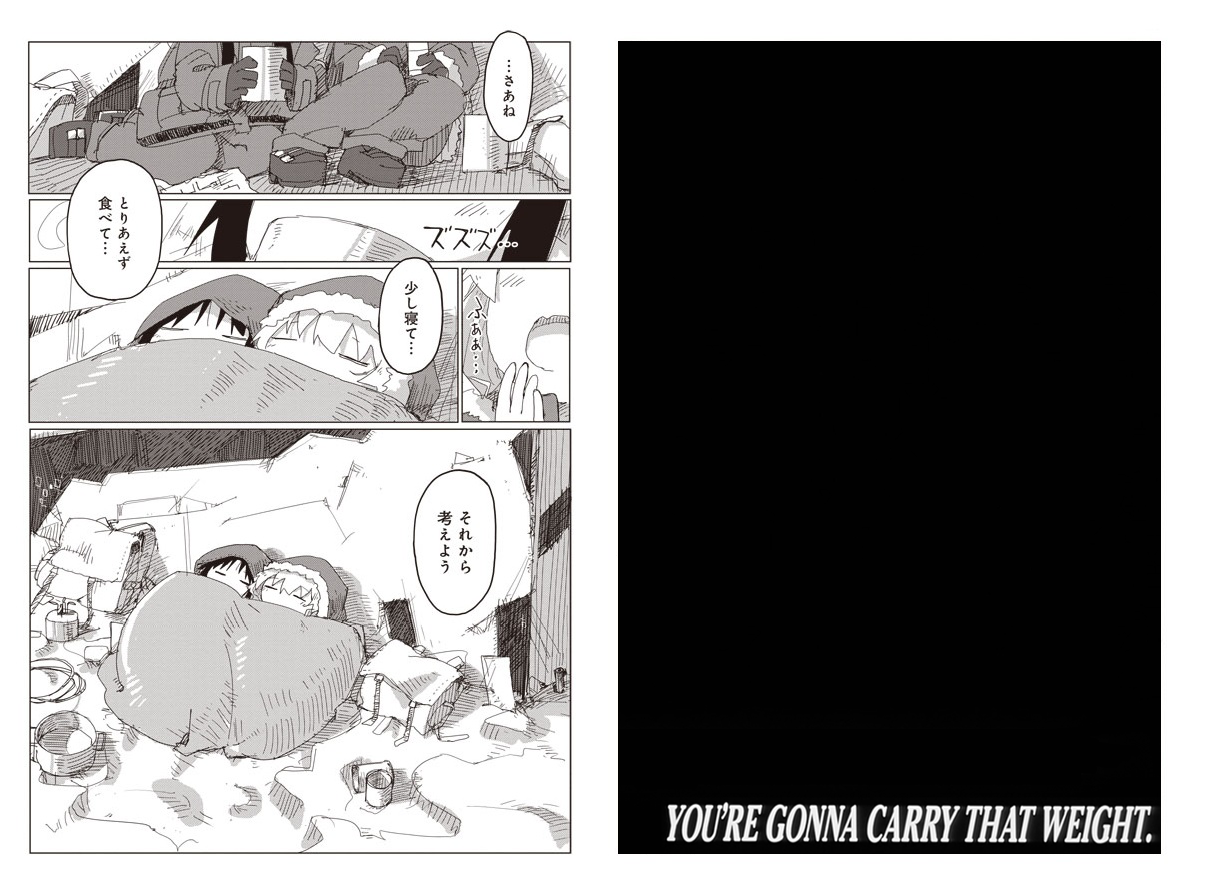 …さあね
ズズズ…
とりあえず
食べて…
ふぁぁ…
少し寝て…
それから
考えよう
YOU'RE GONNA CARRY THAT WEIGHT.